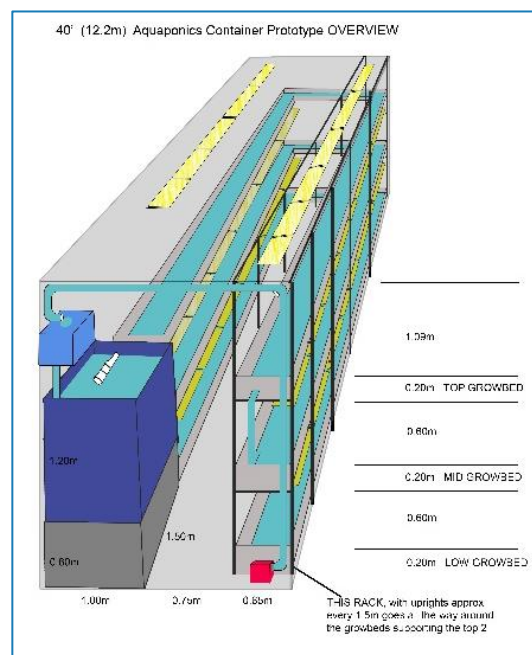 40' (12.2m) Aquaponics Container Prototype OVERVIEW
1.09m
0.20m TOP GROWBED
0.60m
0.20m MID GROWBED
0.60m
0.20m LOW GROWBED
1.20m
1.50m
0.60m
1.00m
0.75m
0.65m
THIS RACK, with uprights approx
every 1.5m goes all the way around
the growbeds supporting the top 2